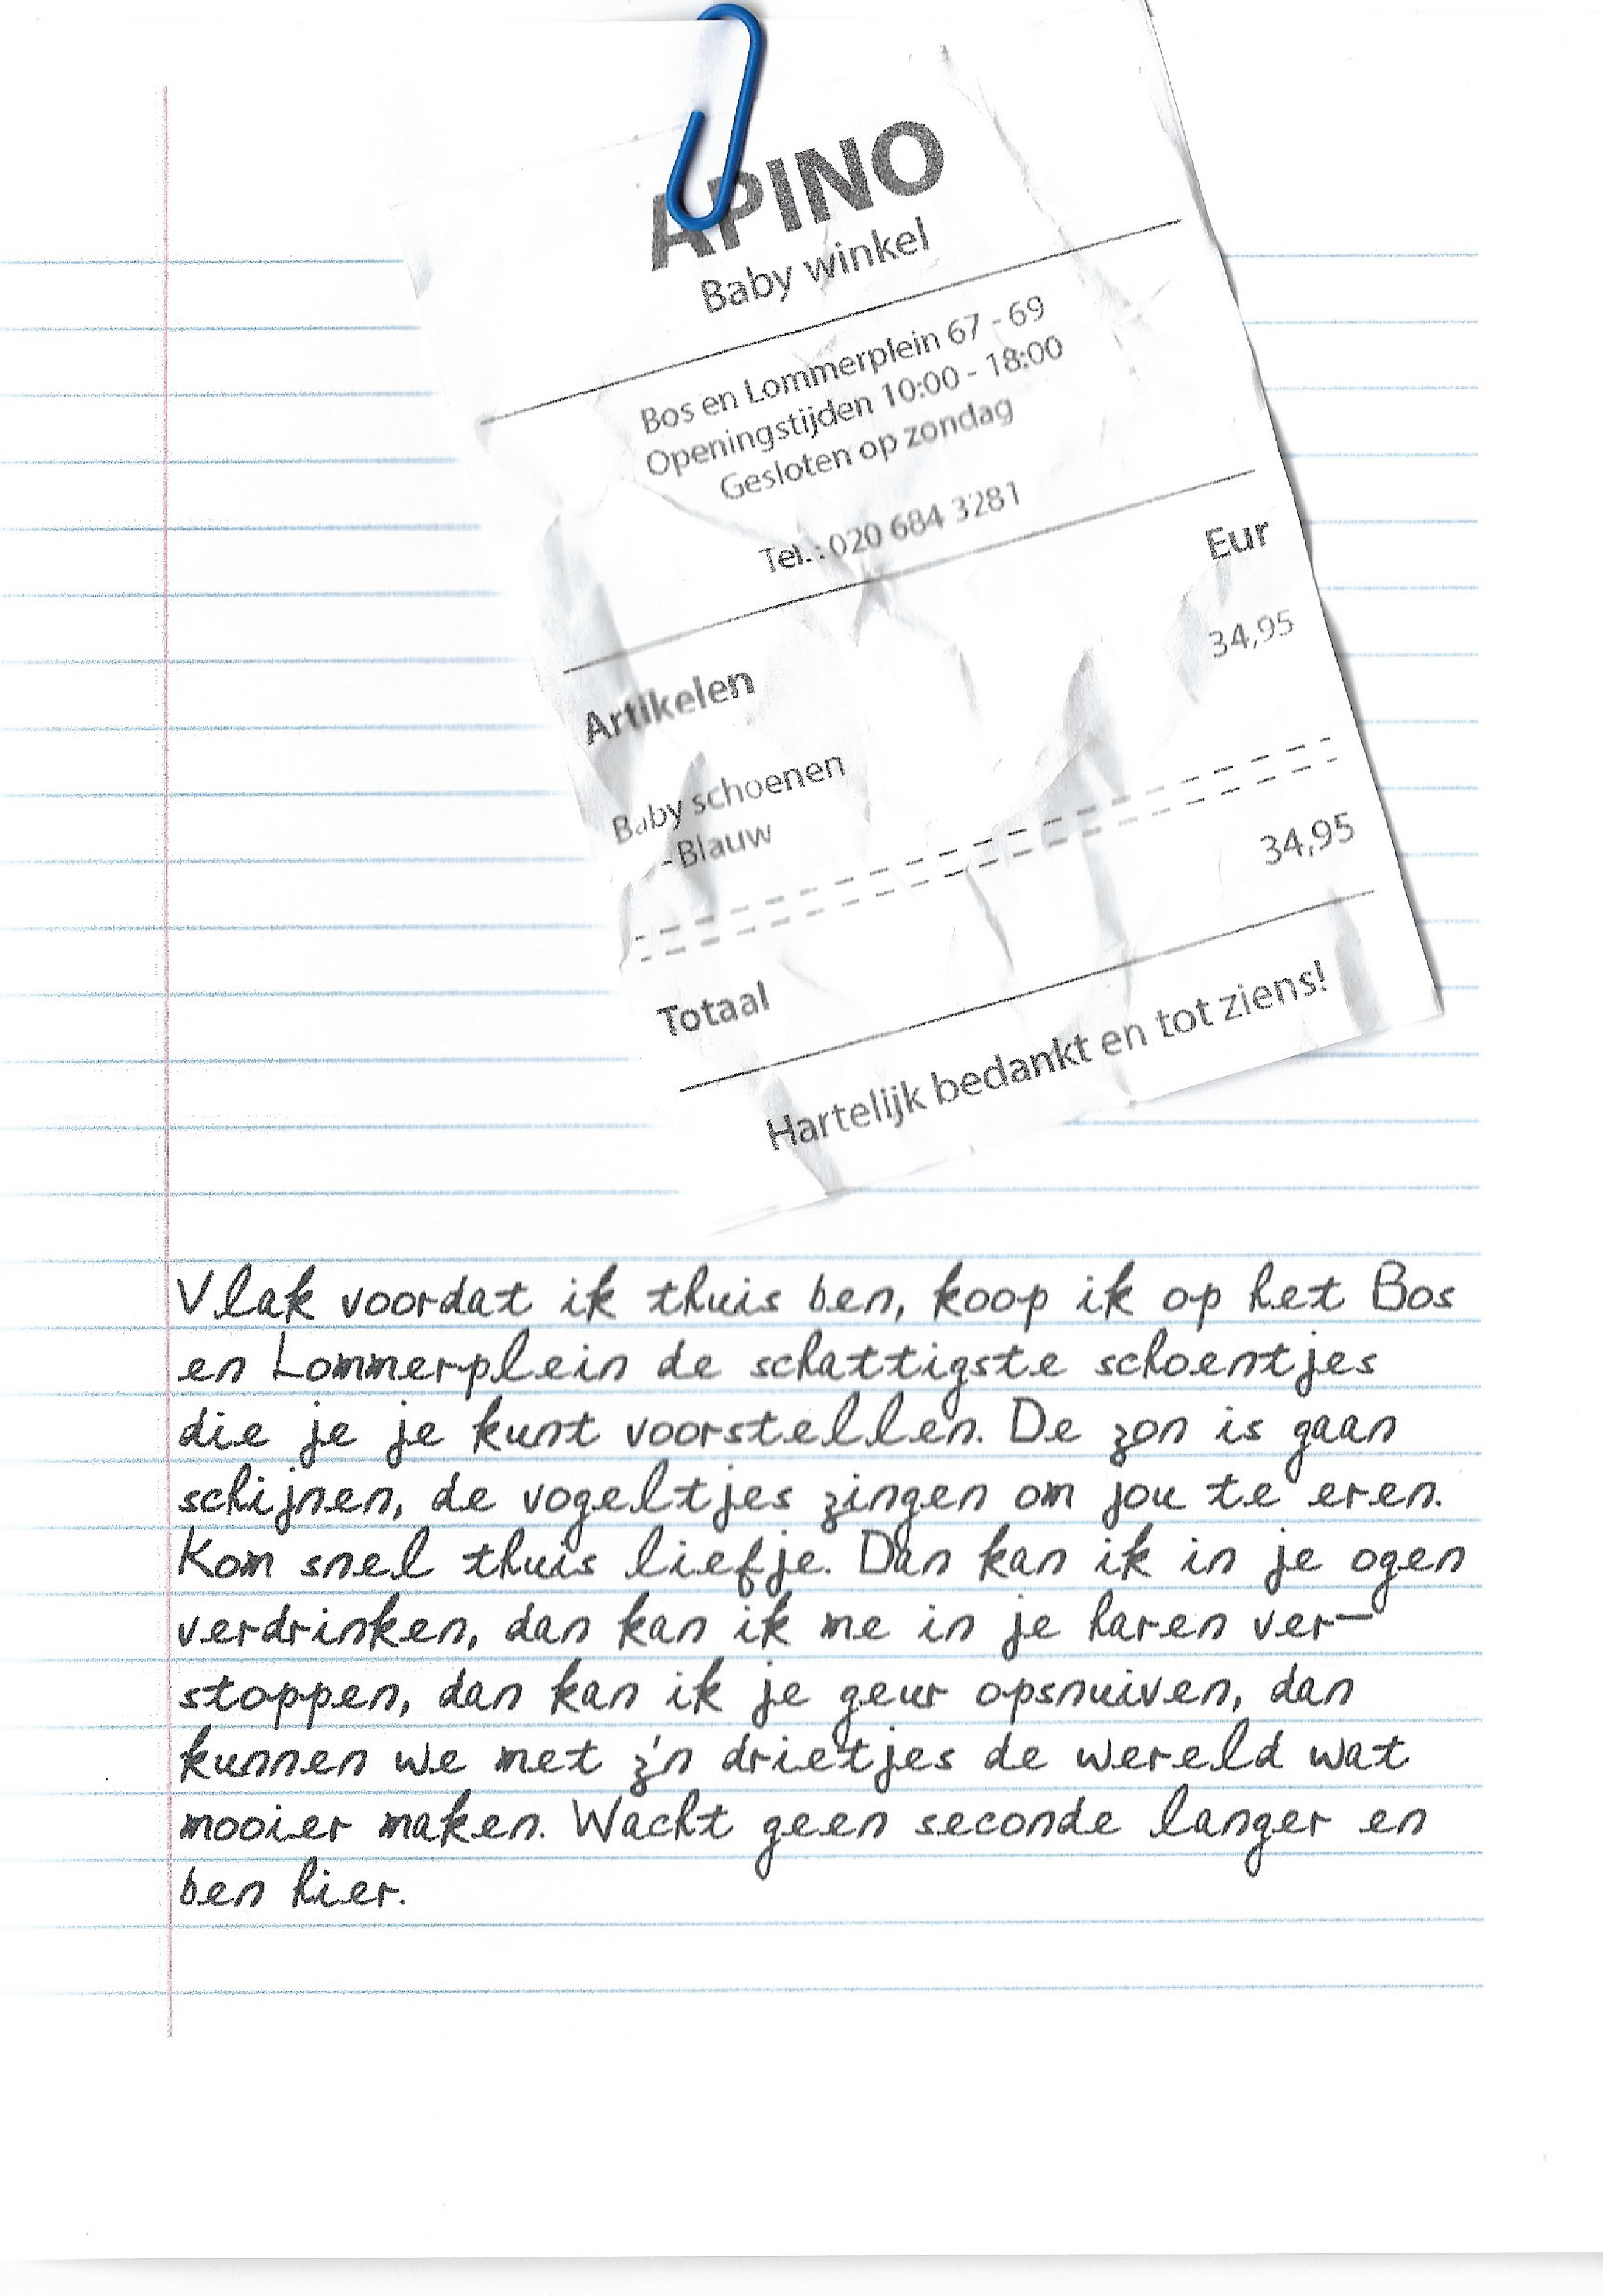 APINO
Baby winkel
Bos en Lommerplein 67 - 69
Openingstijden 10:00 - 18:00
Gesloten op zondag
Tel.: 020 684 3281
Eur
Artikelen
34,95
Baby schoenen
-Blauw
Totaal
34,95
Hartelijk bedankt en tot ziens!
Vlak voordat ik thuis ben, koop ik op het Bos
en Lommerplein de schattigste schoentjes
die je je kunt voorstellen. De zon is gaan
schijnen, de vogeltjes zingen om jou te eren.
Kom snel thuis liefje. Dan kan ik in je ogen
verdrinken, dan kan ik me in je haren ver-
stoppen, dan kan ik je geur opsnuiven, dan
kunnen we met z'n drietjes de wereld wat
mooier maken. Wacht geen seconde langer en
ben hier.